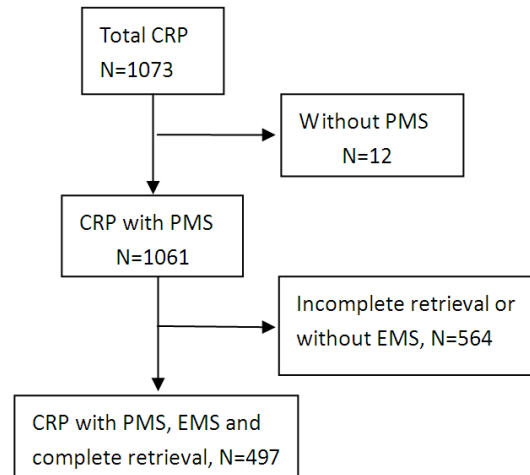 Total CRP
N=1073
Without PMS
N=12
CRP with PMS
N=1061
Incomplete retrieval or
without EMS, N=564
CRP with PMS, EMS and
complete retrieval, N=497